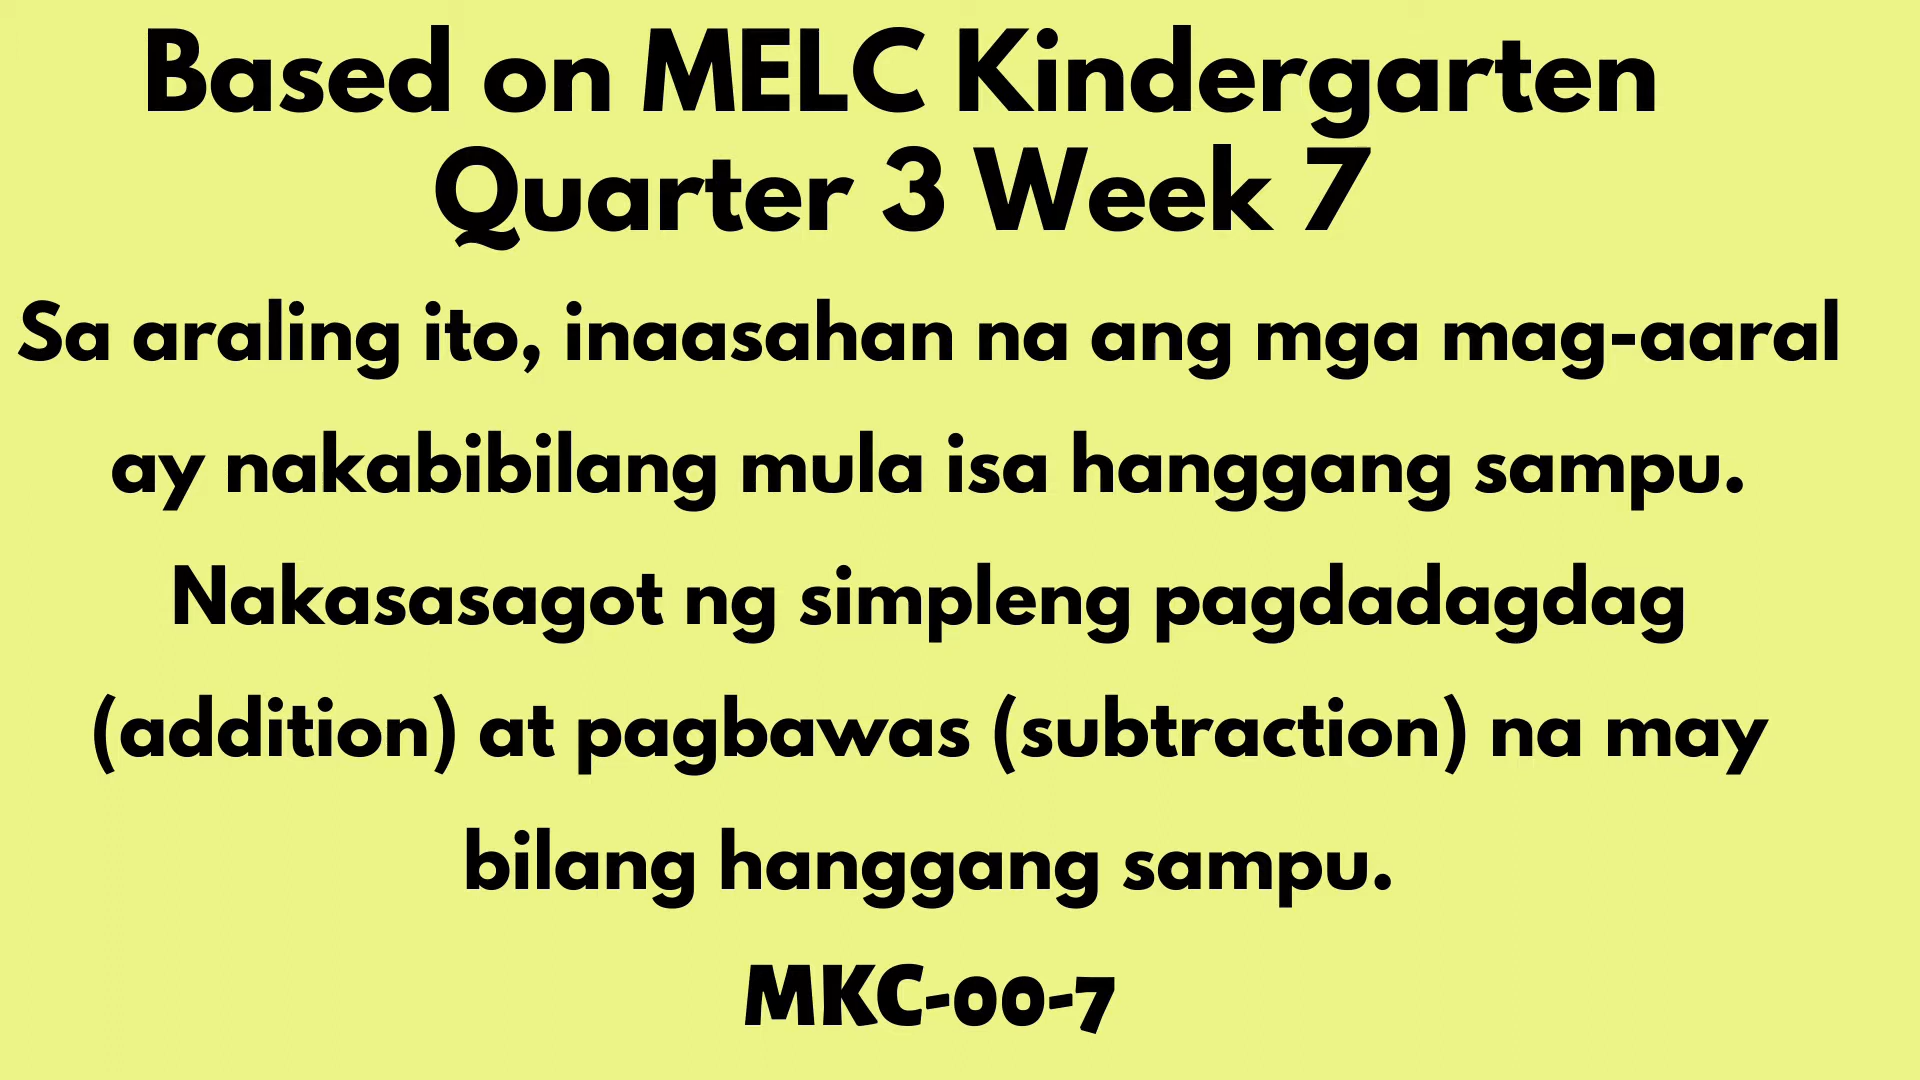 Based on MELC Kindergarten
Quarter 3 Week 7
Sa araling ito, inaasahan na ang mga mag-aaral
ay nakabibilang mula isa hanggang sampu.
Nakasasagot ng simpleng pagdadagdag
(addition) at pagbawas (subtraction) na may
bilang hanggang sampu.
MKC-00-7